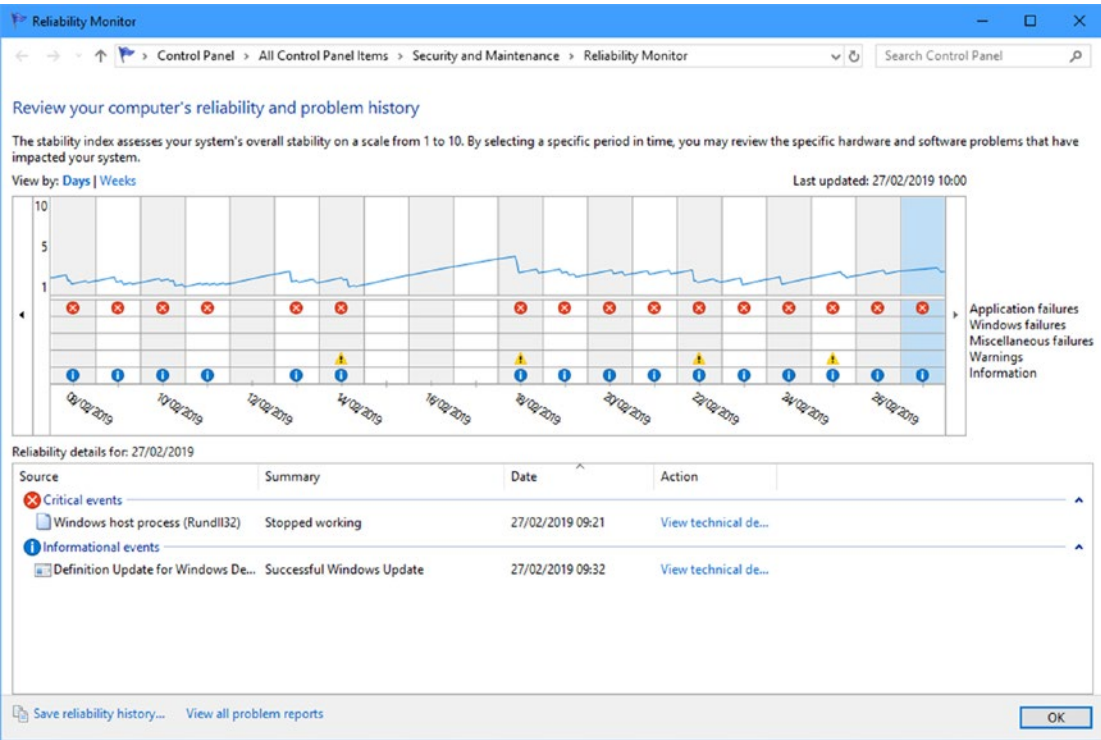 Reliability Monitor
Control Panel > All Control Panel Items > Security and Maintenance > Reliability Monitor
Search Control Panel
Review your computer's reliability and problem history
The stability index assesses your system's overall stability on a scale from 1 to 10. By selecting a specific period in time, you may review the specific hardware and software problems that have
impacted your system.
View by: Days | Weeks
Last updated: 27/02/2019 10:00
10
5
1
Application failures
Windows failures
Miscellaneous failures
Warnings
Information
08/02/2019
10/02/2019
12/02/2019
14/02/2019
16/02/2019
18/02/2019
20/02/2019
22/02/2019
24/02/2019
26/02/2019
Reliability details for: 27/02/2019
Source Summary Date Action
Critical events
Windows host process (Rundll32) Stopped working 27/02/2019 09:21 View technical de...
Informational events
Definition Update for Windows De... Successful Windows Update 27/02/2019 09:32 View technical de...
Save reliability history... View all problem reports
OK